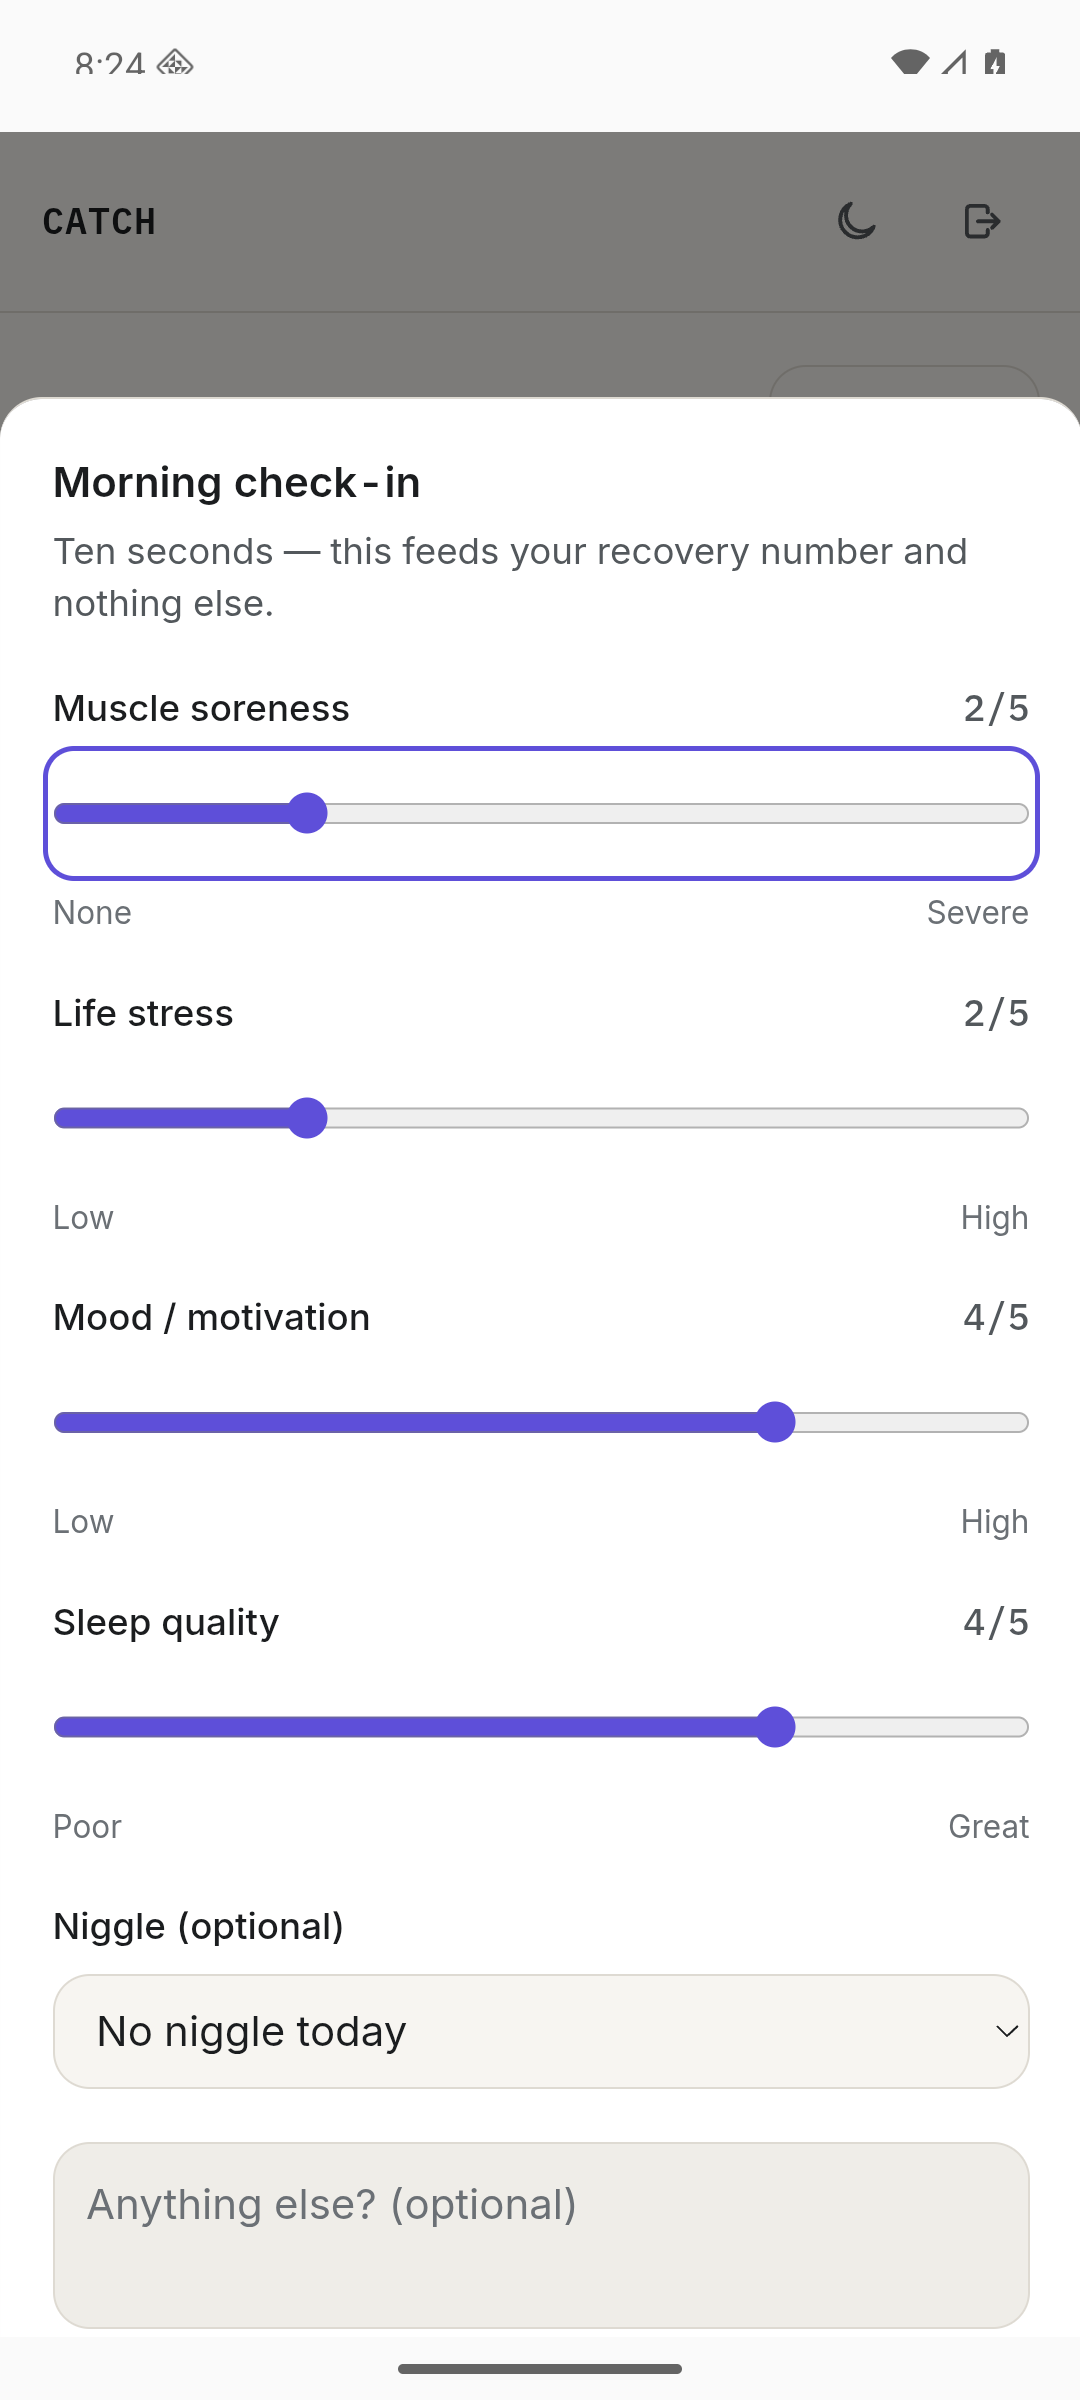 8:24
CATCH
Morning check-in
Ten seconds — this feeds your recovery number and
nothing else.
Muscle soreness 2/5
None Severe
Life stress 2/5
Low High
Mood / motivation 4/5
Low High
Sleep quality 4/5
Poor Great
Niggle (optional)
No niggle today
Anything else? (optional)